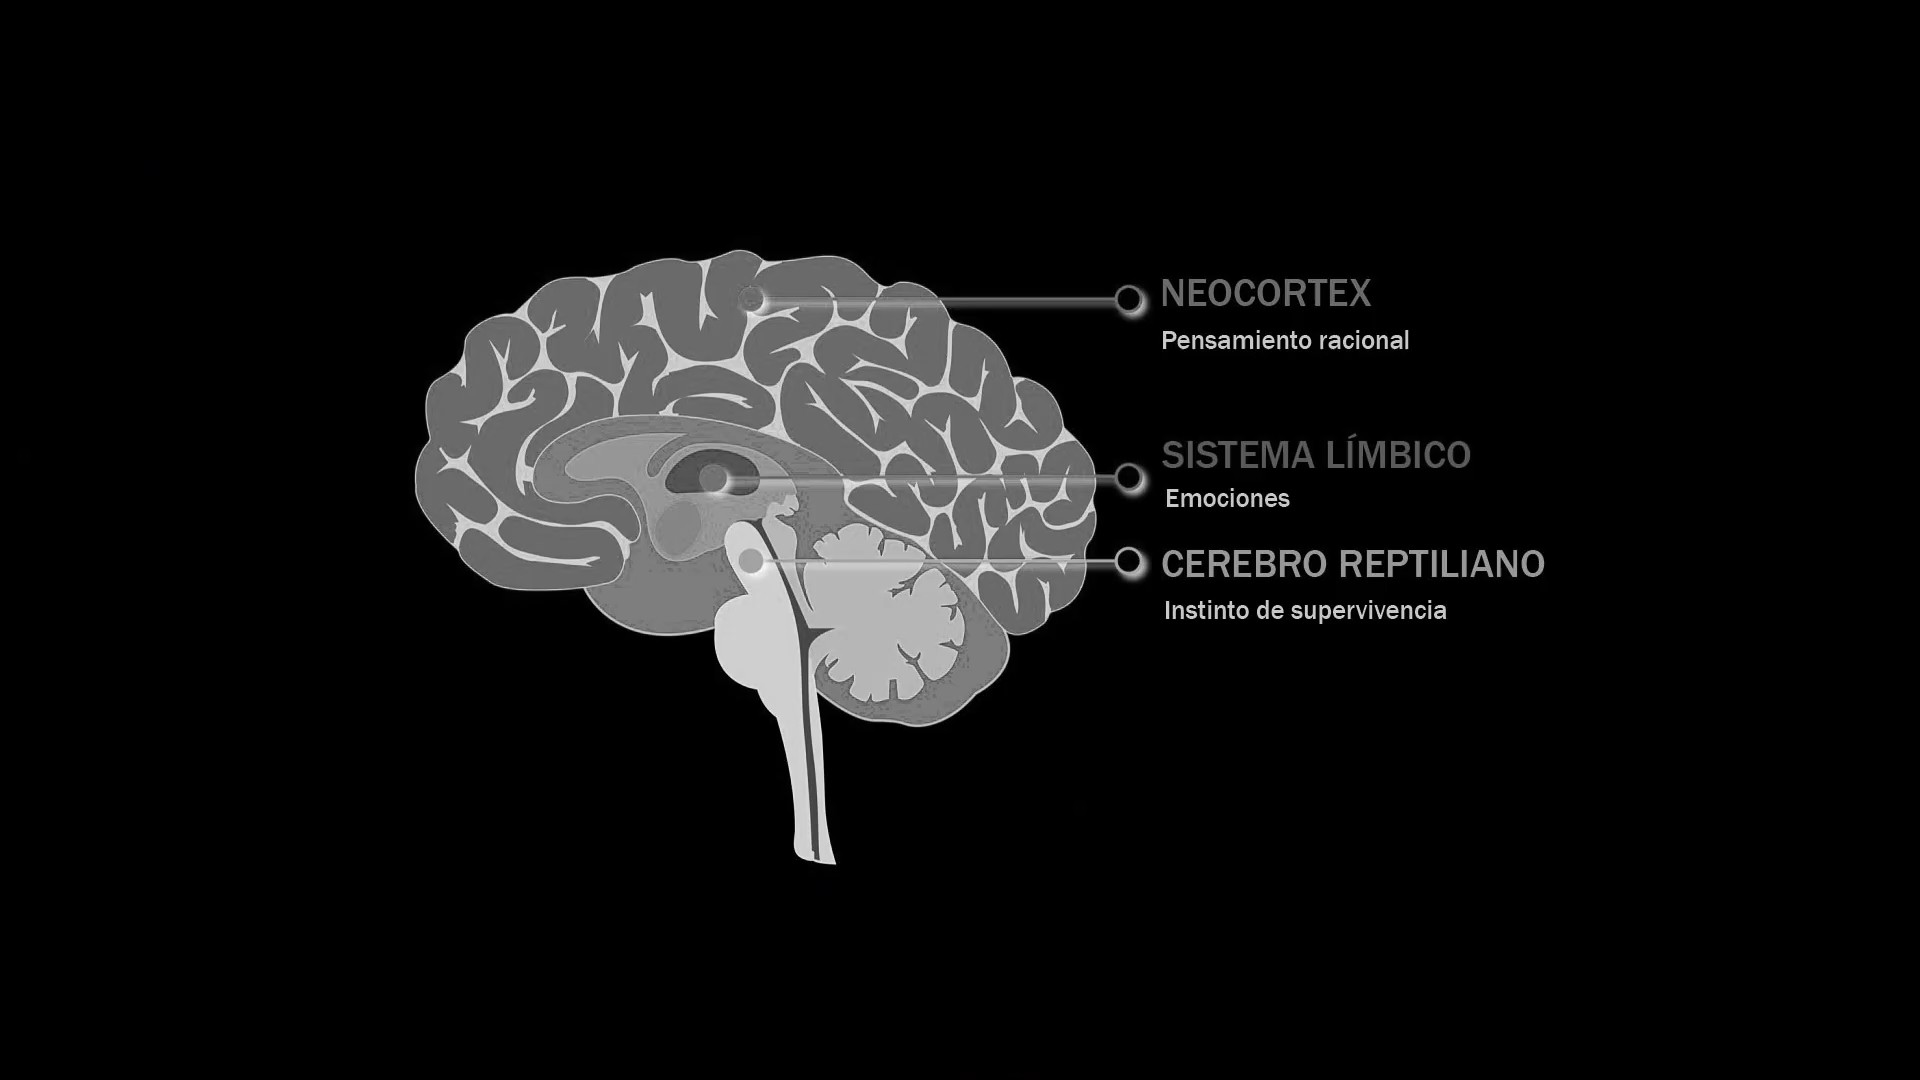 NEOCORTEX
Pensamiento racional
SISTEMA LÍMBICO
Emociones
CEREBRO REPTILIANO
Instinto de supervivencia